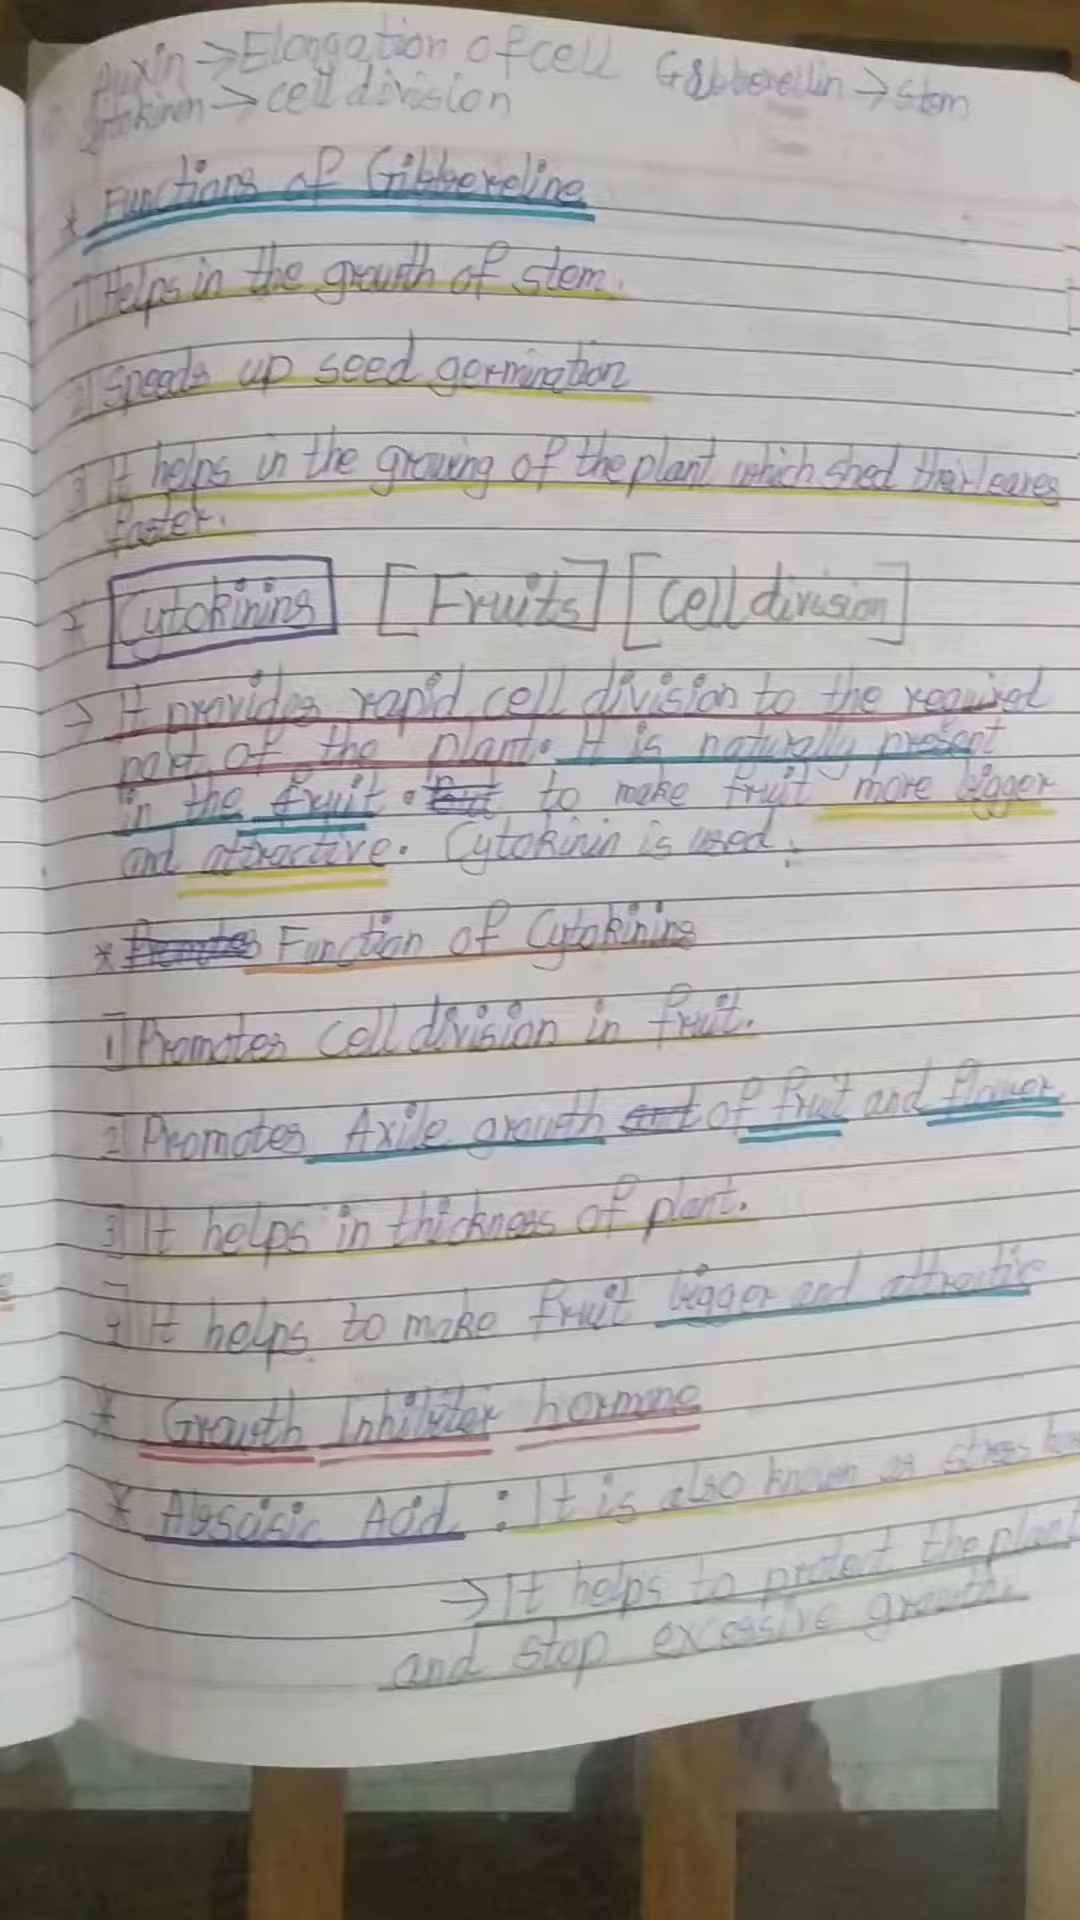 Auxin → Elongation of cell Gibberellin → stem
Cytokinin → cell division
* Functions of Gibbereline
1] Helps in the growth of stem.
2] Speeds up seed germination
3] It helps in the growing of the plant which shed their leaves
faster.
* Cytokinins [Fruits] [Cell division]
→ It provides rapid cell division to the required
part of the plant. It is naturally present
in the fruit. to make fruit more bigger
and attractive. Cytokinin is used.
* Function of Cytokinins
1] Promotes cell division in fruit.
2] Promotes Axile growth of fruit and flower
3] It helps in thickness of plant.
4] It helps to make fruit bigger and attractive
* Growth Inhibiter hormone
* Abscisic Acid : It is also known as stress
→ It helps to protect the plant
and stop excessive growth.